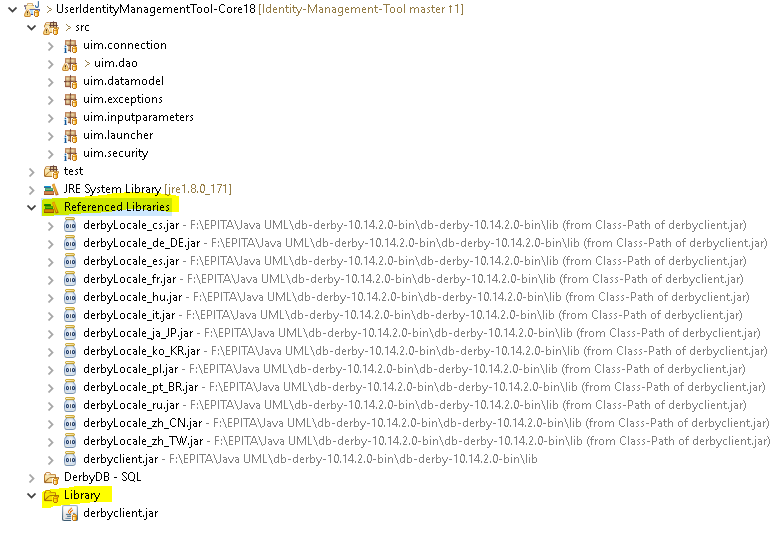 > UserIdentityManagementTool-Core18 [Identity-Management-Tool master ↑1]
> src
uim.connection
> uim.dao
uim.datamodel
uim.exceptions
uim.inputparameters
uim.launcher
uim.security
test
JRE System Library [jre1.8.0_171]
Referenced Libraries
derbyLocale_cs.jar - F:\EPITA\Java UML\db-derby-10.14.2.0-bin\db-derby-10.14.2.0-bin\lib (from Class-Path of derbyclient.jar)
derbyLocale_de_DE.jar - F:\EPITA\Java UML\db-derby-10.14.2.0-bin\db-derby-10.14.2.0-bin\lib (from Class-Path of derbyclient.jar)
derbyLocale_es.jar - F:\EPITA\Java UML\db-derby-10.14.2.0-bin\db-derby-10.14.2.0-bin\lib (from Class-Path of derbyclient.jar)
derbyLocale_fr.jar - F:\EPITA\Java UML\db-derby-10.14.2.0-bin\db-derby-10.14.2.0-bin\lib (from Class-Path of derbyclient.jar)
derbyLocale_hu.jar - F:\EPITA\Java UML\db-derby-10.14.2.0-bin\db-derby-10.14.2.0-bin\lib (from Class-Path of derbyclient.jar)
derbyLocale_it.jar - F:\EPITA\Java UML\db-derby-10.14.2.0-bin\db-derby-10.14.2.0-bin\lib (from Class-Path of derbyclient.jar)
derbyLocale_ja_JP.jar - F:\EPITA\Java UML\db-derby-10.14.2.0-bin\db-derby-10.14.2.0-bin\lib (from Class-Path of derbyclient.jar)
derbyLocale_ko_KR.jar - F:\EPITA\Java UML\db-derby-10.14.2.0-bin\db-derby-10.14.2.0-bin\lib (from Class-Path of derbyclient.jar)
derbyLocale_pl.jar - F:\EPITA\Java UML\db-derby-10.14.2.0-bin\db-derby-10.14.2.0-bin\lib (from Class-Path of derbyclient.jar)
derbyLocale_pt_BR.jar - F:\EPITA\Java UML\db-derby-10.14.2.0-bin\db-derby-10.14.2.0-bin\lib (from Class-Path of derbyclient.jar)
derbyLocale_ru.jar - F:\EPITA\Java UML\db-derby-10.14.2.0-bin\db-derby-10.14.2.0-bin\lib (from Class-Path of derbyclient.jar)
derbyLocale_zh_CN.jar - F:\EPITA\Java UML\db-derby-10.14.2.0-bin\db-derby-10.14.2.0-bin\lib (from Class-Path of derbyclient.jar)
derbyLocale_zh_TW.jar - F:\EPITA\Java UML\db-derby-10.14.2.0-bin\db-derby-10.14.2.0-bin\lib (from Class-Path of derbyclient.jar)
derbyclient.jar - F:\EPITA\Java UML\db-derby-10.14.2.0-bin\db-derby-10.14.2.0-bin\lib
DerbyDB - SQL
Library
derbyclient.jar